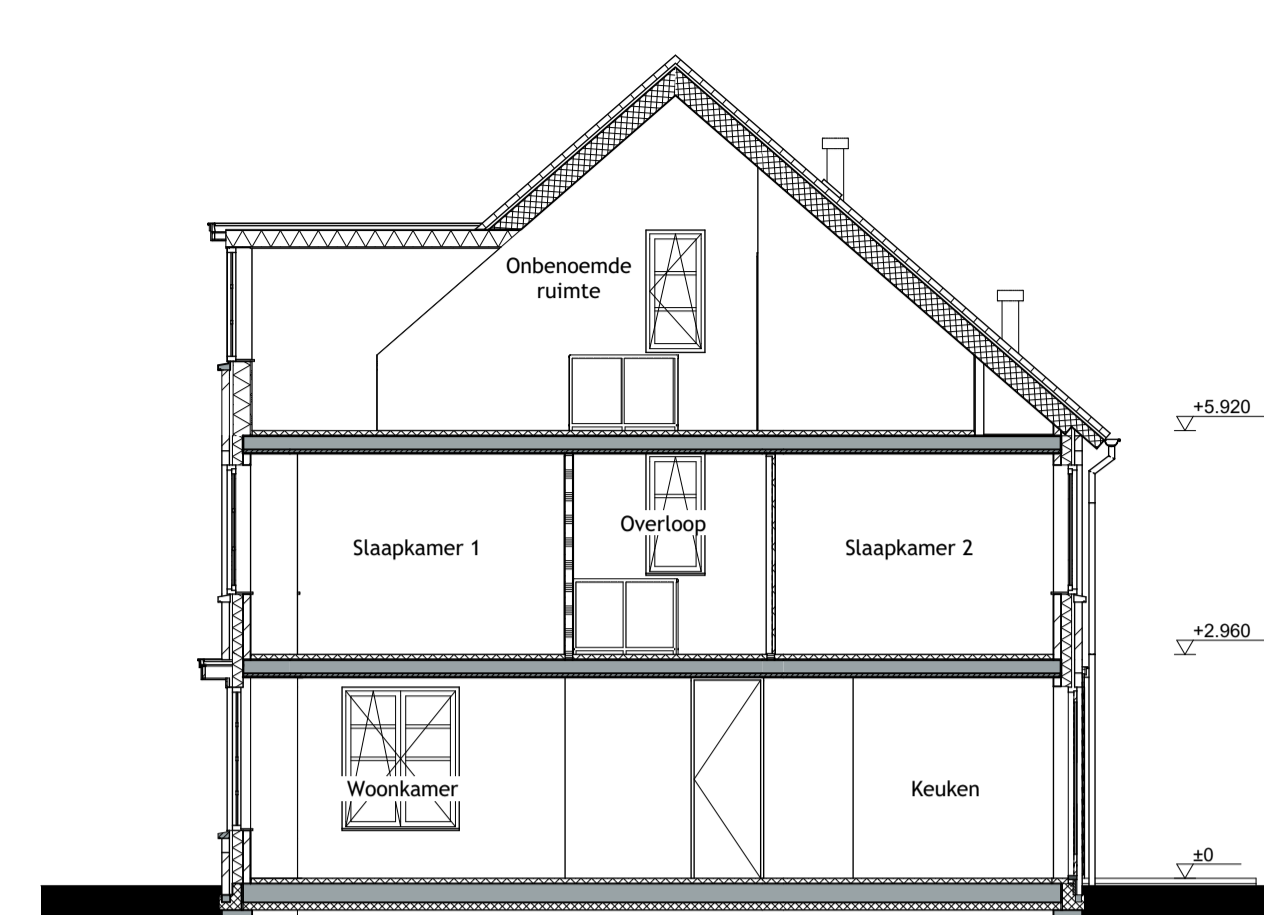 Onbenoemde
ruimte
+5.920
Overloop
Slaapkamer 1
Slaapkamer 2
+2.960
Woonkamer
Keuken
±0